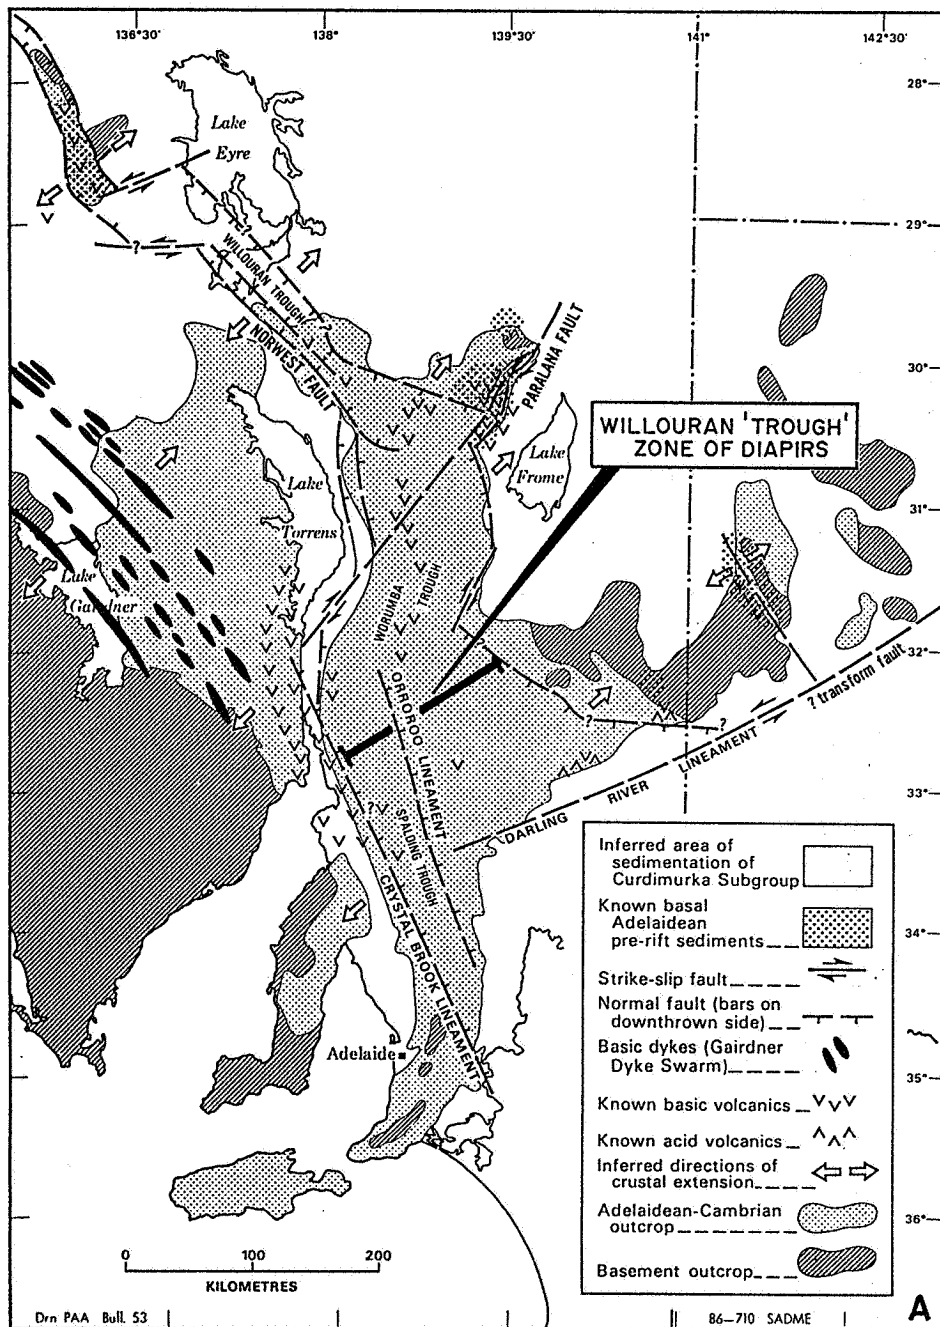 136°30'
138°
139°30'
141°
142°30'
28°
29°
30°
31°
32°
33°
34°
35°
36°
Lake
Eyre
?
?
WILLOURAN TROUGH
?
NORWEST FAULT
PARALANA FAULT
WILLOURAN 'TROUGH'
ZONE OF DIAPIRS
Lake
Frome
Lake
Torrens
Lake
Gairdner
WORUMBA
TROUGH
ORROROO LINEAMENT
? transform fault
?
?
DARLING RIVER LINEAMENT
?
SPALDING TROUGH
CRYSTAL BROOK LINEAMENT
Adelaide
Inferred area of
sedimentation of
Curdimurka Subgroup
Known basal
Adelaidean
pre-rift sediments
Strike-slip fault
Normal fault (bars on
downthrown side)
Basic dykes (Gairdner
Dyke Swarm)
Known basic volcanics
Known acid volcanics
Inferred directions of
crustal extension
Adelaidean-Cambrian
outcrop
Basement outcrop
0 100 200
KILOMETRES
Drn PAA Bull. 53
86-710 SADME
A